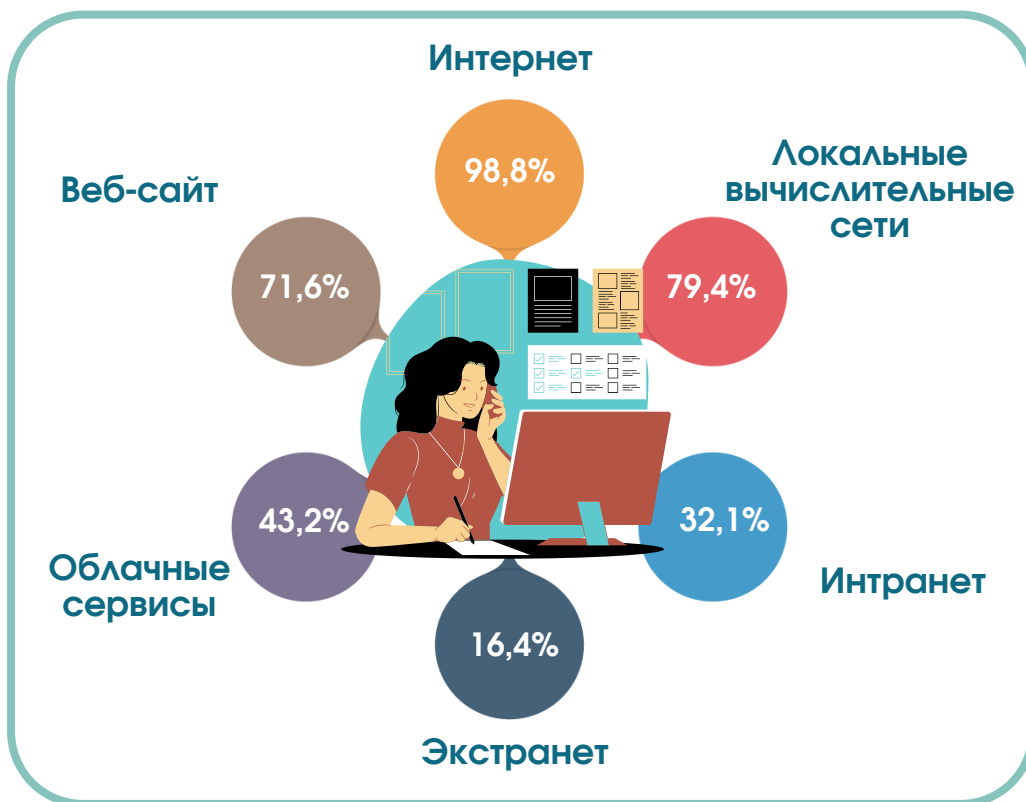 Интернет
98,8%
Локальные
вычислительные
сети
79,4%
Веб-сайт
71,6%
Облачные
сервисы
43,2%
32,1%
Интранет
16,4%
Экстранет